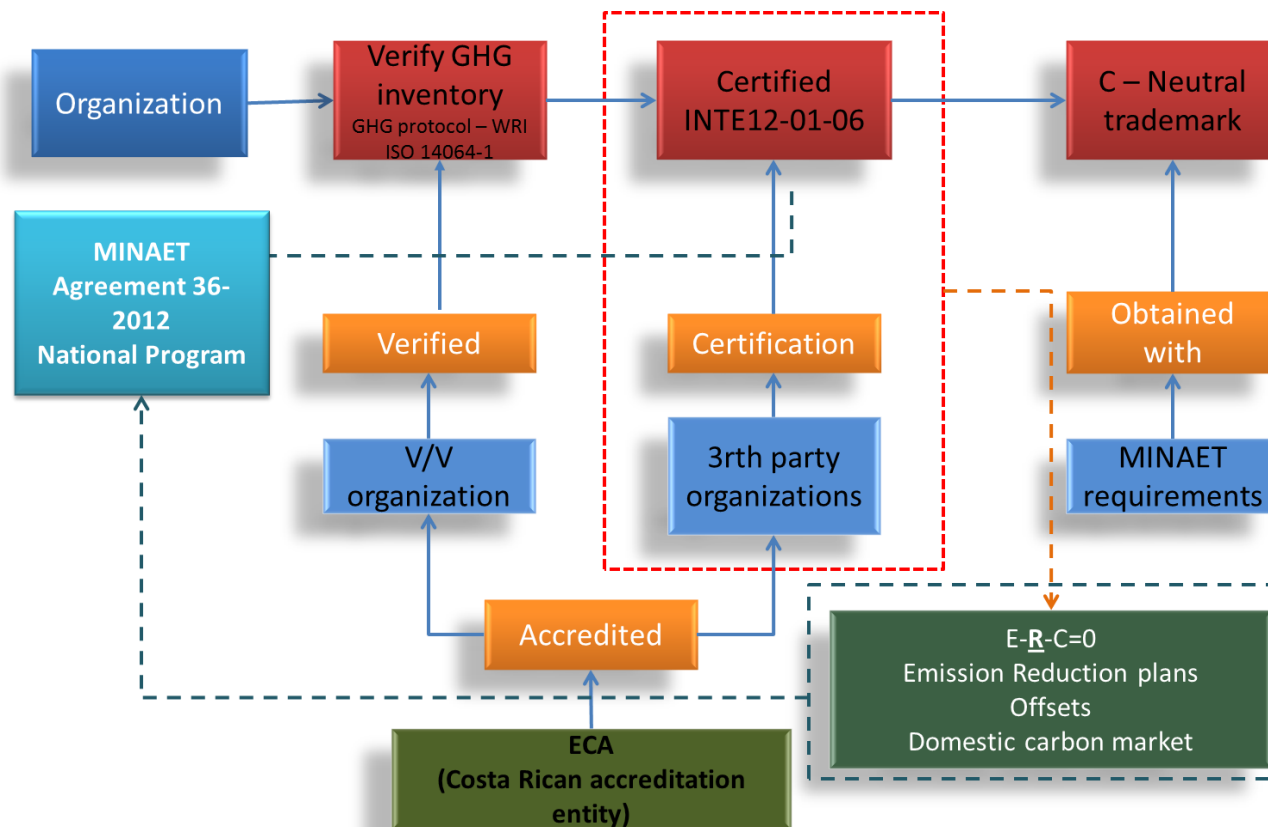 Organization
Verify GHG
inventory
GHG protocol – WRI
ISO 14064-1
Certified
INTE12-01-06
C – Neutral
trademark
MINAET
Agreement 36-
2012
National Program
Verified
Certification
Obtained
with
V/V
organization
3rth party
organizations
MINAET
requirements
Accredited
E-R-C=0
Emission Reduction plans
Offsets
Domestic carbon market
ECA
(Costa Rican accreditation
entity)